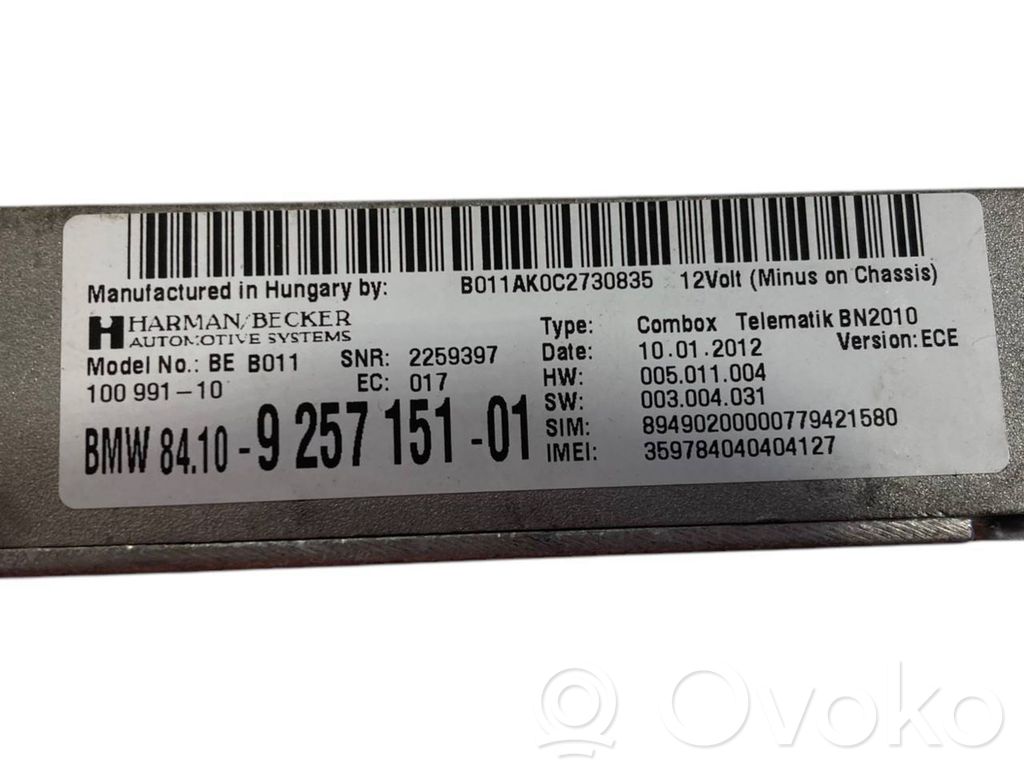 Manufactured in Hungary by: B011AK0C2730835 12Volt (Minus on Chassis)
HARMAN/BECKER
AUTOMOTIVE SYSTEMS
Model No.: BE B011 SNR: 2259397
100 991-10 EC: 017
BMW 84.10-9 257 151-01
Type: Combox Telematik BN2010
Date: 10.01.2012 Version: ECE
HW: 005.011.004
SW: 003.004.031
SIM: 89490200000779421580
IMEI: 359784040404127
Ovoko